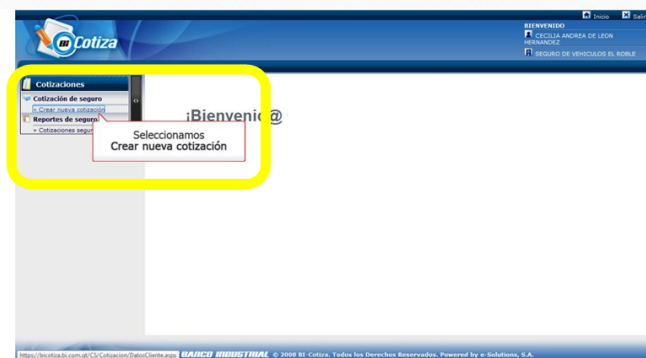 Inicio Salir
BI Cotiza
BIENVENIDO
CECILIA ANDREA DE LEON
HERNANDEZ
SEGURO DE VEHICULOS EL ROBLE
Cotizaciones
Cotización de seguro
» Crear nueva cotización
Reportes de seguro
» Cotizaciones segur
¡Bienvenid@
Seleccionamos
Crear nueva cotización
https://bicotiza.bi.com.gt/CS/Cotizacion/DatosCliente.aspx BANCO INDUSTRIAL © 2008 BI-Cotiza. Todos los Derechos Reservados. Powered by e-Solutions, S.A.